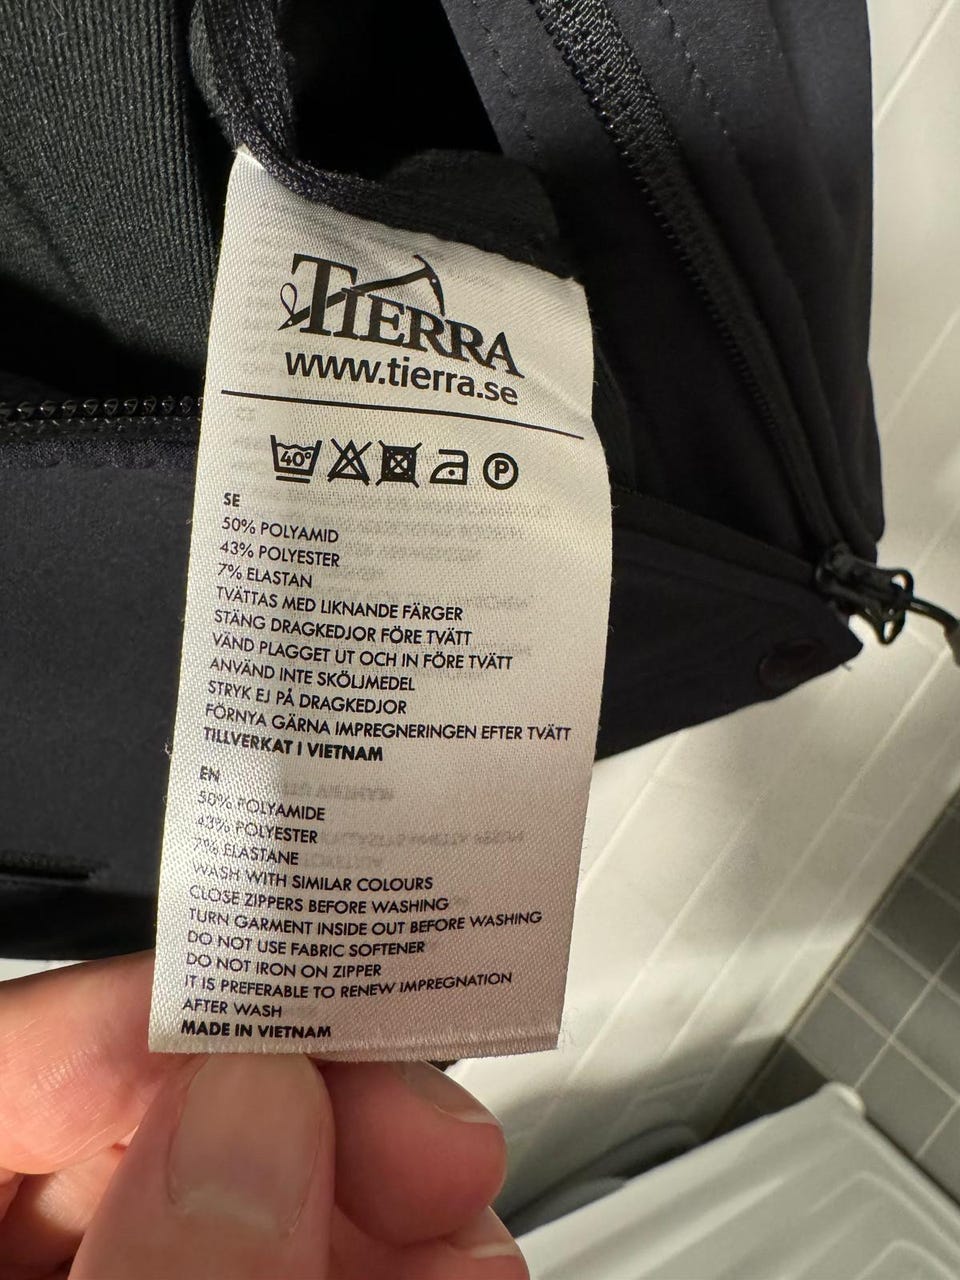 TIERRA
www.tierra.se
40°
P
SE
50% POLYAMID
43% POLYESTER
7% ELASTAN
TVÄTTAS MED LIKNANDE FÄRGER
STÄNG DRAGKEDJOR FÖRE TVÄTT
VÄND PLAGGET UT OCH IN FÖRE TVÄTT
ANVÄND INTE SKÖLJMEDEL
STRYK EJ PÅ DRAGKEDJOR
FÖRNYA GÄRNA IMPREGNERINGEN EFTER TVÄTT
TILLVERKAT I VIETNAM
EN
50% POLYAMIDE
43% POLYESTER
7% ELASTANE
WASH WITH SIMILAR COLOURS
CLOSE ZIPPERS BEFORE WASHING
TURN GARMENT INSIDE OUT BEFORE WASHING
DO NOT USE FABRIC SOFTENER
DO NOT IRON ON ZIPPER
IT IS PREFERABLE TO RENEW IMPREGNATION
AFTER WASH
MADE IN VIETNAM